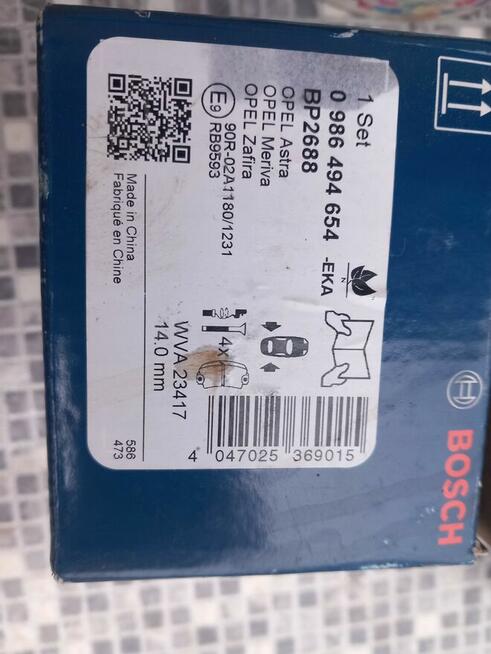 1 Set
0 986 494 654 -EKA
BP2688
OPEL Astra
OPEL Meriva
OPEL Zafira
E9 90R-02A1180/1231
RB9593
Made in China
Fabriqué en Chine
N
4x
WVA 23417
14.0 mm
586
473
4 047025 369015
BOSCH